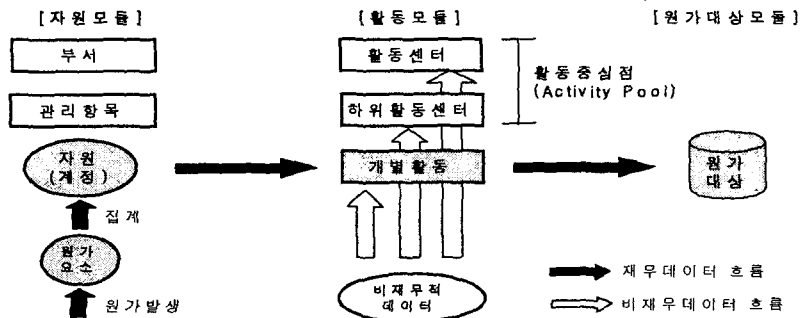 [자원모듈]
[활동모듈]
[원가대상모듈]
부서
활동센터
활동중심점
(Activity Pool)
관리항목
하위활동센터
자원
(계정)
개별활동
원가
대상
집계
원가
요소
원가발생
비재무적
데이터
재무데이터 흐름
비재무데이터 흐름